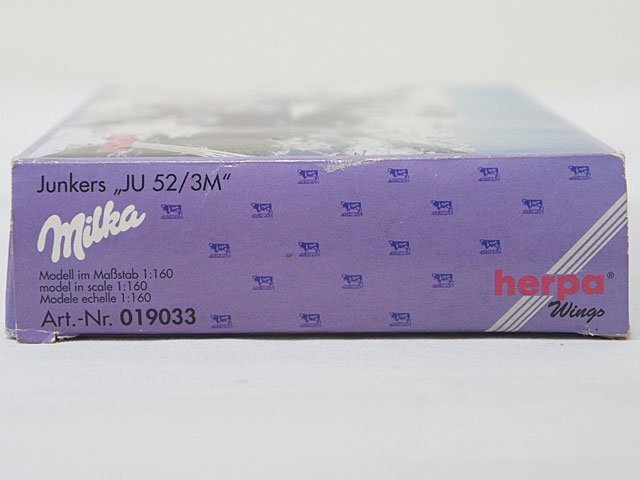 Junkers „JU 52/3M“
Milka
Modell im Maßstab 1:160
model in scale 1:160
Modele echelle 1:160
Art.-Nr. 019033
herpa®
Wings